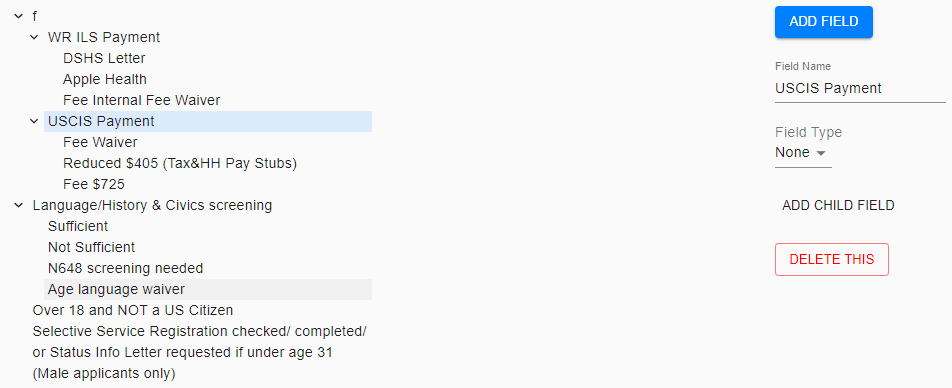 f
WR ILS Payment
DSHS Letter
Apple Health
Fee Internal Fee Waiver
USCIS Payment
Fee Waiver
Reduced $405 (Tax&HH Pay Stubs)
Fee $725
Language/History & Civics screening
Sufficient
Not Sufficient
N648 screening needed
Age language waiver
Over 18 and NOT a US Citizen
Selective Service Registration checked/ completed/
or Status Info Letter requested if under age 31
(Male applicants only)
ADD FIELD
Field Name
USCIS Payment
Field Type
None
ADD CHILD FIELD
DELETE THIS